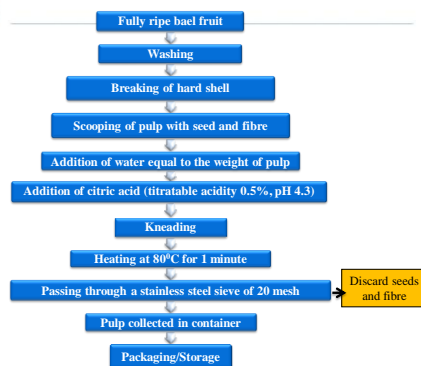 Fully ripe bael fruit
Washing
Breaking of hard shell
Scooping of pulp with seed and fibre
Addition of water equal to the weight of pulp
Addition of citric acid (titratable acidity 0.5%, pH 4.3)
Kneading
Heating at 80⁰C for 1 minute
Passing through a stainless steel sieve of 20 mesh
Discard seeds
and fibre
Pulp collected in container
Packaging/Storage